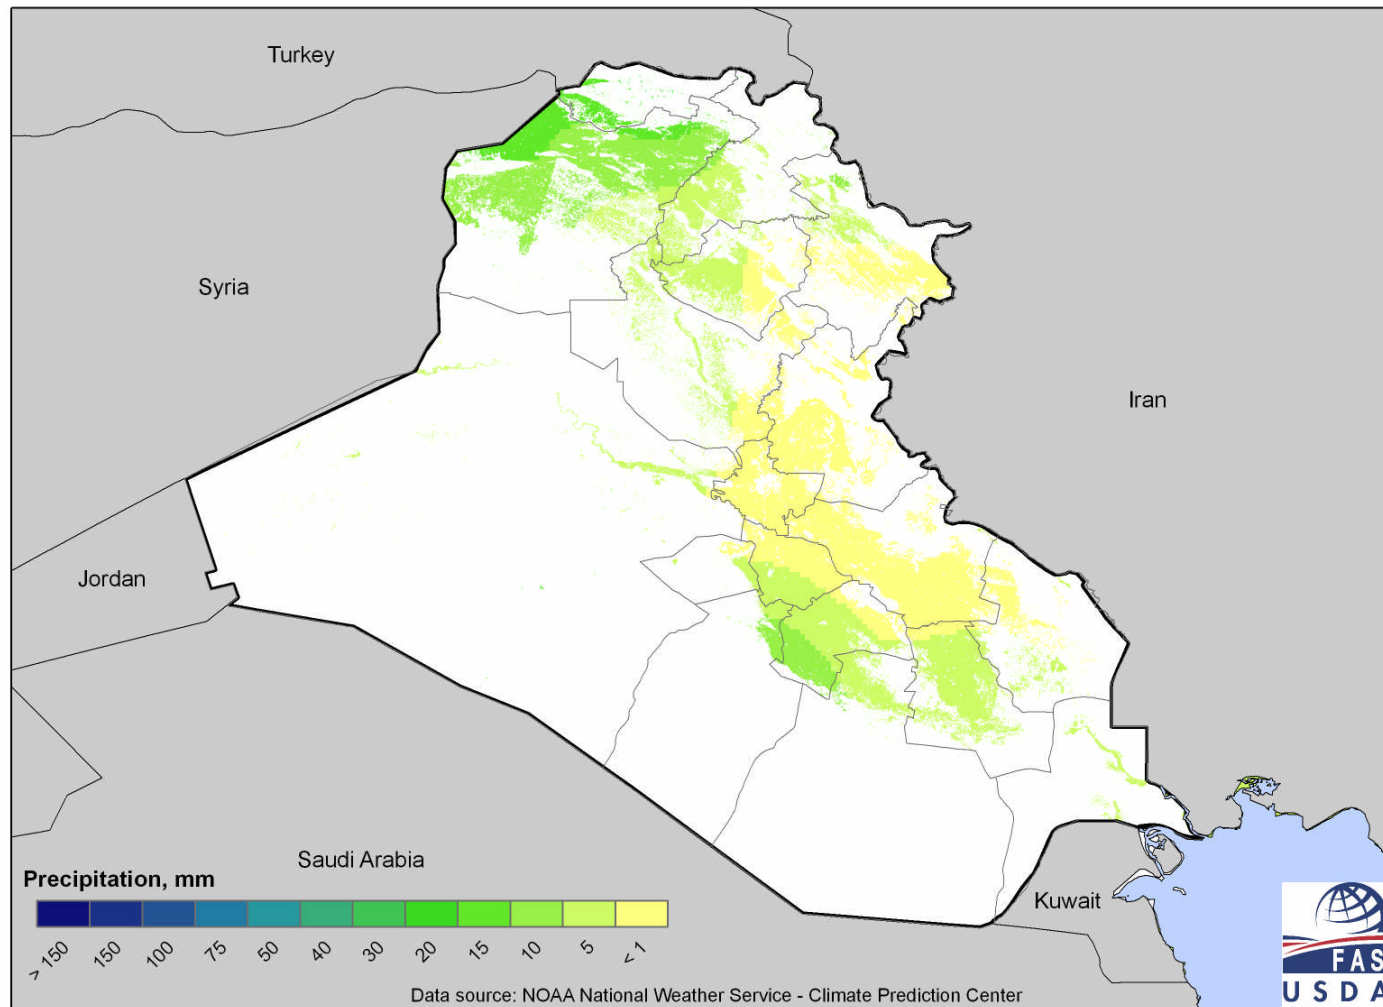 Turkey
Syria
Iran
Jordan
Saudi Arabia
Kuwait
Precipitation, mm
> 150 150 100 75 50 40 30 20 15 10 5 < 1
Data source: NOAA National Weather Service - Climate Prediction Center
FAS
USDA